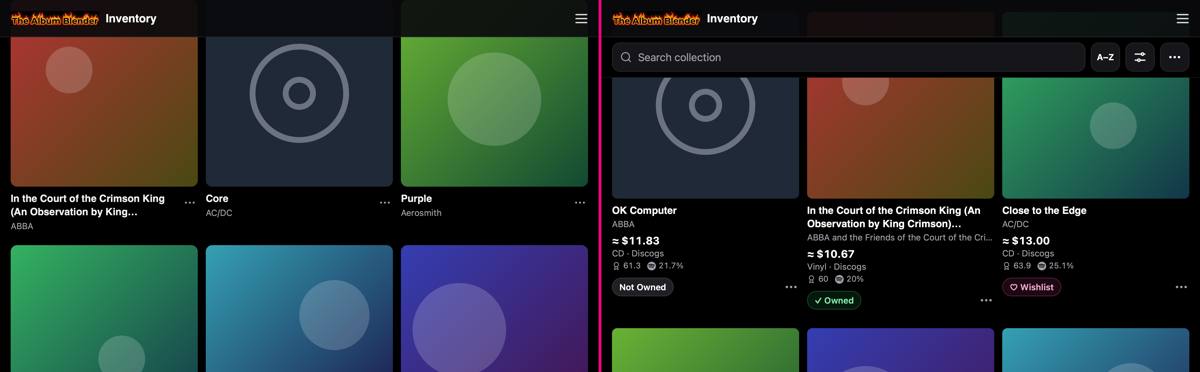 The Album Blender Inventory
In the Court of the Crimson King
(An Observation by King...
ABBA
Core
AC/DC
Purple
Aerosmith
The Album Blender Inventory
Search collection
A–Z
OK Computer
ABBA
≈ $11.83
CD · Discogs
61.3 21.7%
Not Owned
In the Court of the Crimson King (An
Observation by King Crimson)...
ABBA and the Friends of the Court of the Cri...
≈ $10.67
Vinyl · Discogs
60 20%
Owned
Close to the Edge
AC/DC
≈ $13.00
CD · Discogs
63.9 25.1%
Wishlist